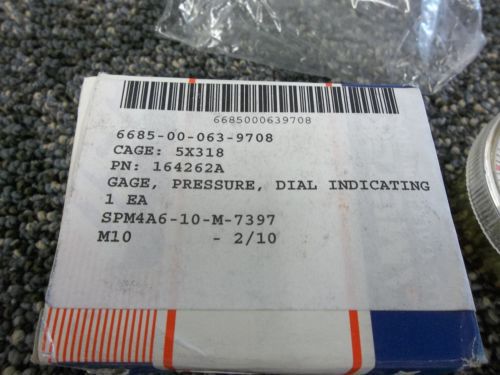 6685000639708
6685-00-063-9708
CAGE: 5X318
PN: 164262A
GAGE, PRESSURE, DIAL INDICATING
1 EA
SPM4A6-10-M-7397
M10 - 2/10